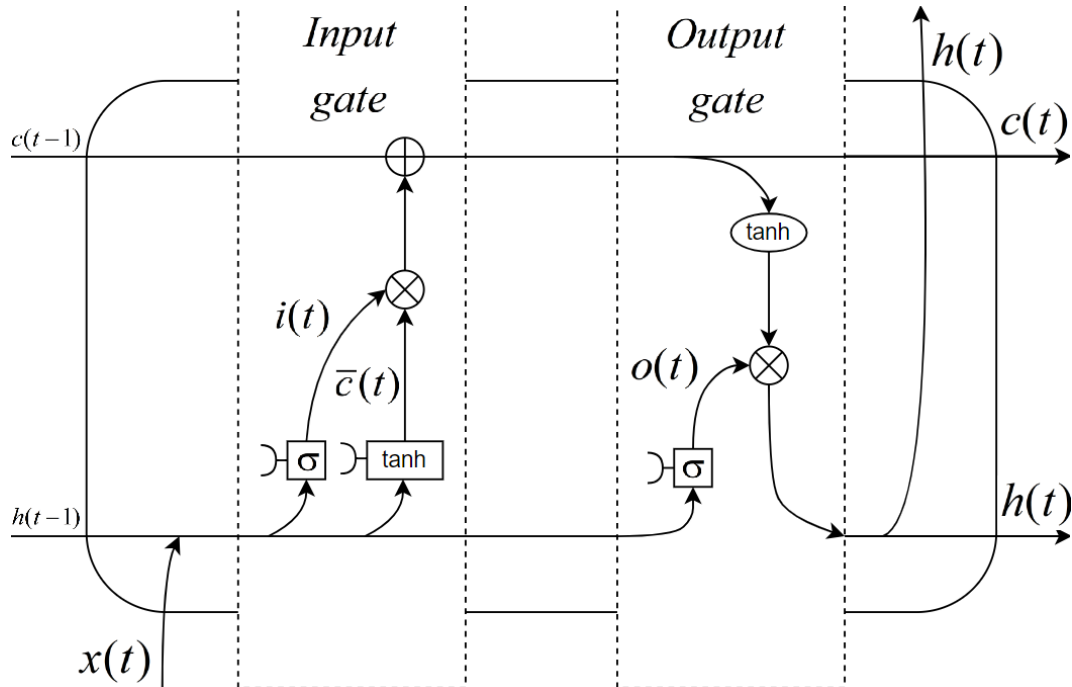 Input
gate
Output
gate
h(t)
c(t−1)
c(t)
tanh
i(t)
c̅(t)
o(t)
σ
tanh
σ
h(t−1)
h(t)
x(t)